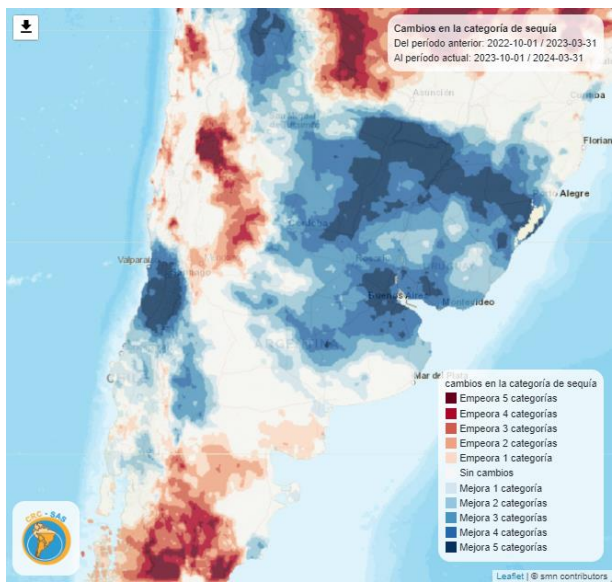 Cambios en la categoría de sequía
Del período anterior: 2022-10-01 / 2023-03-31
Al período actual: 2023-10-01 / 2024-03-31
Asunción
Curitiba
Florian
Porto Alegre
Valparaí
Santiago
Buenos Aires
Montevideo
ARGENTINA
Mar del Plata
cambios en la categoría de sequía
Empeora 5 categorías
Empeora 4 categorías
Empeora 3 categorías
Empeora 2 categorías
Empeora 1 categoría
Sin cambios
Mejora 1 categoría
Mejora 2 categorías
Mejora 3 categorías
Mejora 4 categorías
Mejora 5 categorías
CRC - SAS
Leaflet | © smn contributors